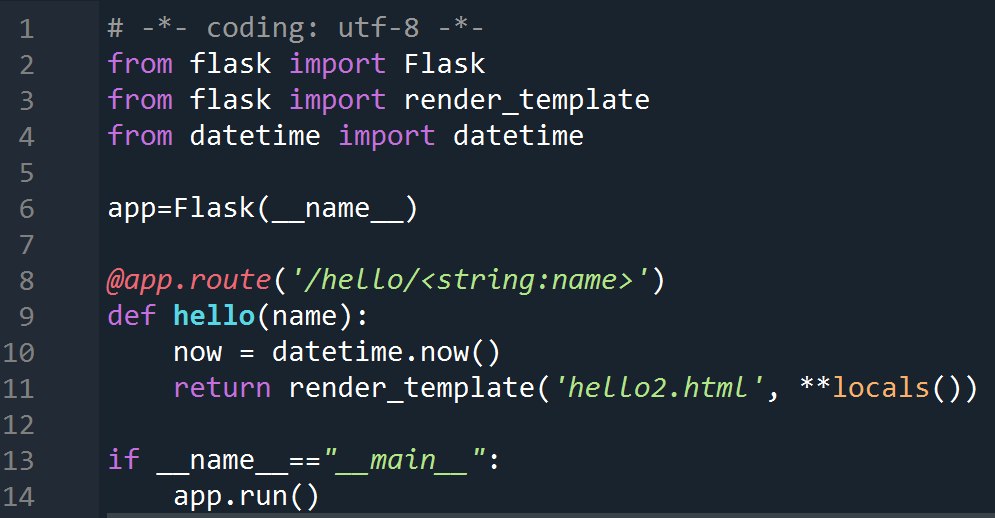 1 # -*- coding: utf-8 -*-
2 from flask import Flask
3 from flask import render_template
4 from datetime import datetime
5
6 app=Flask(__name__)
7
8 @app.route('/hello/<string:name>')
9 def hello(name):
10     now = datetime.now()
11     return render_template('hello2.html', **locals())
12
13 if __name__=="__main__":
14     app.run()